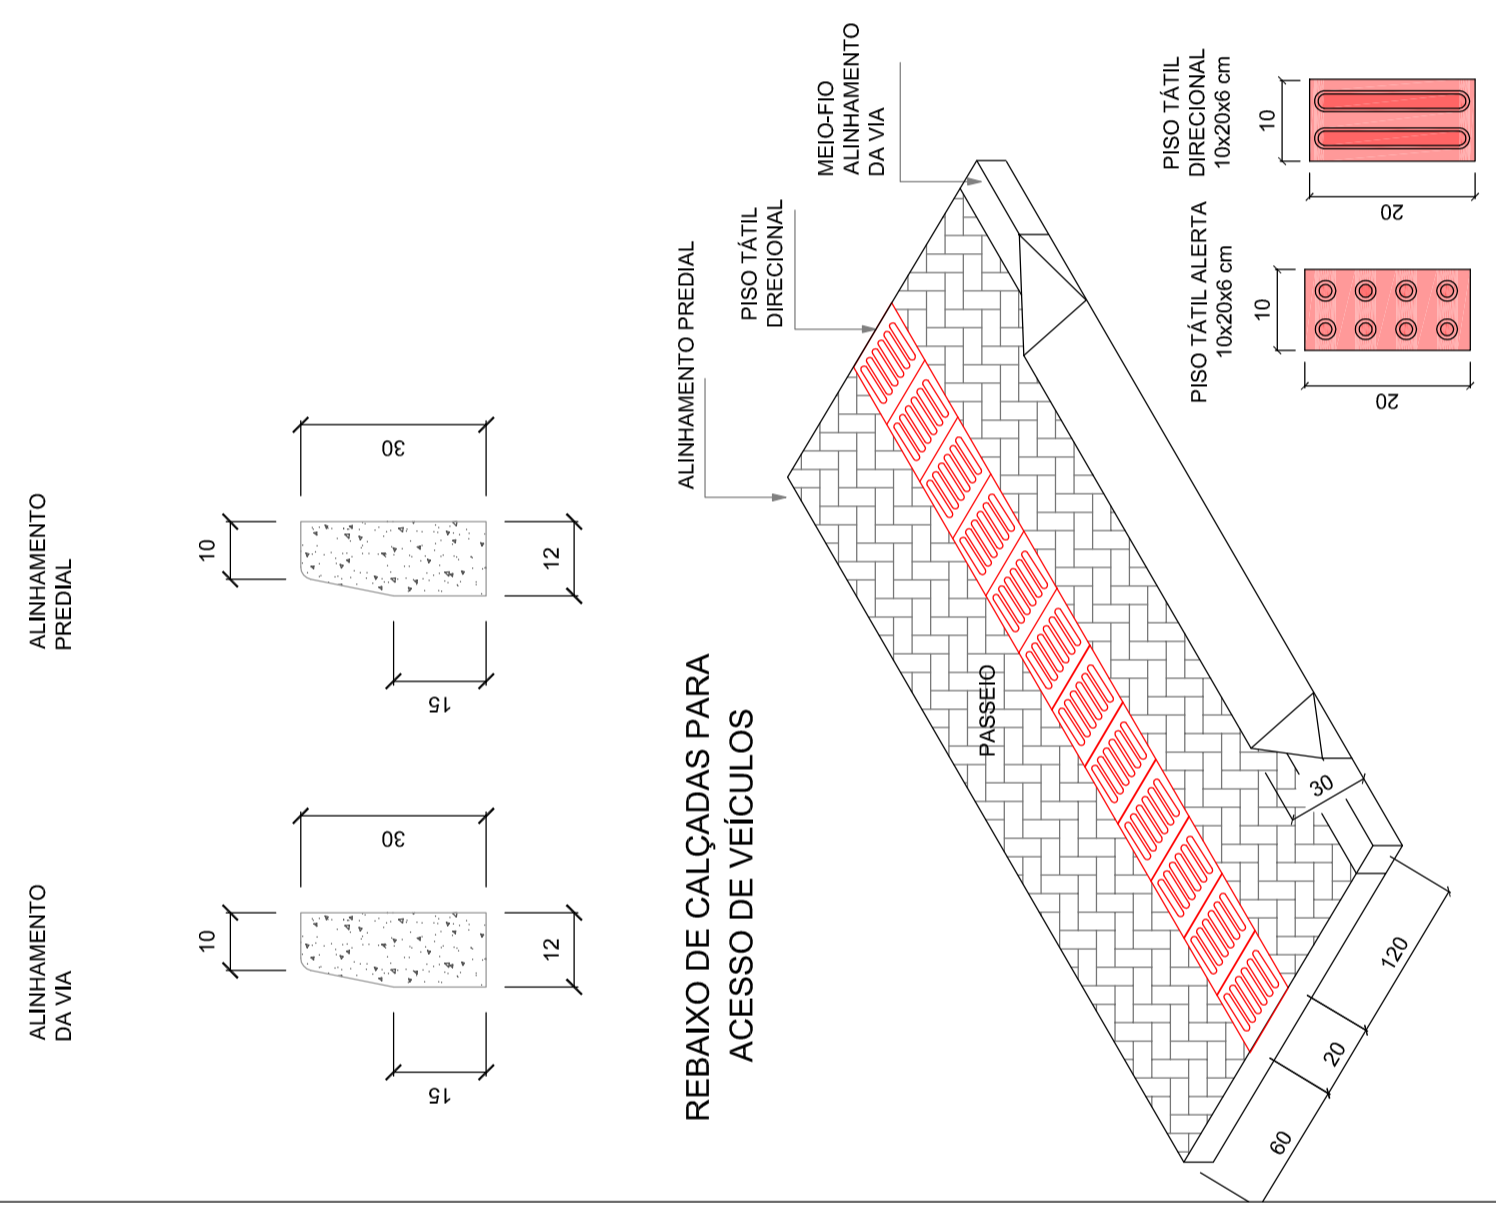 ALINHAMENTO
DA VIA
10
30
12
15
ALINHAMENTO
PREDIAL
10
30
12
15
REBAIXO DE CALÇADAS PARA
ACESSO DE VEÍCULOS
ALINHAMENTO PREDIAL
PISO TÁTIL
DIRECIONAL
MEIO-FIO
ALINHAMENTO
DA VIA
PASSEIO
30
60
20
120
PISO TÁTIL ALERTA
10x20x6 cm
10
20
PISO TÁTIL
DIRECIONAL
10x20x6 cm
10
20